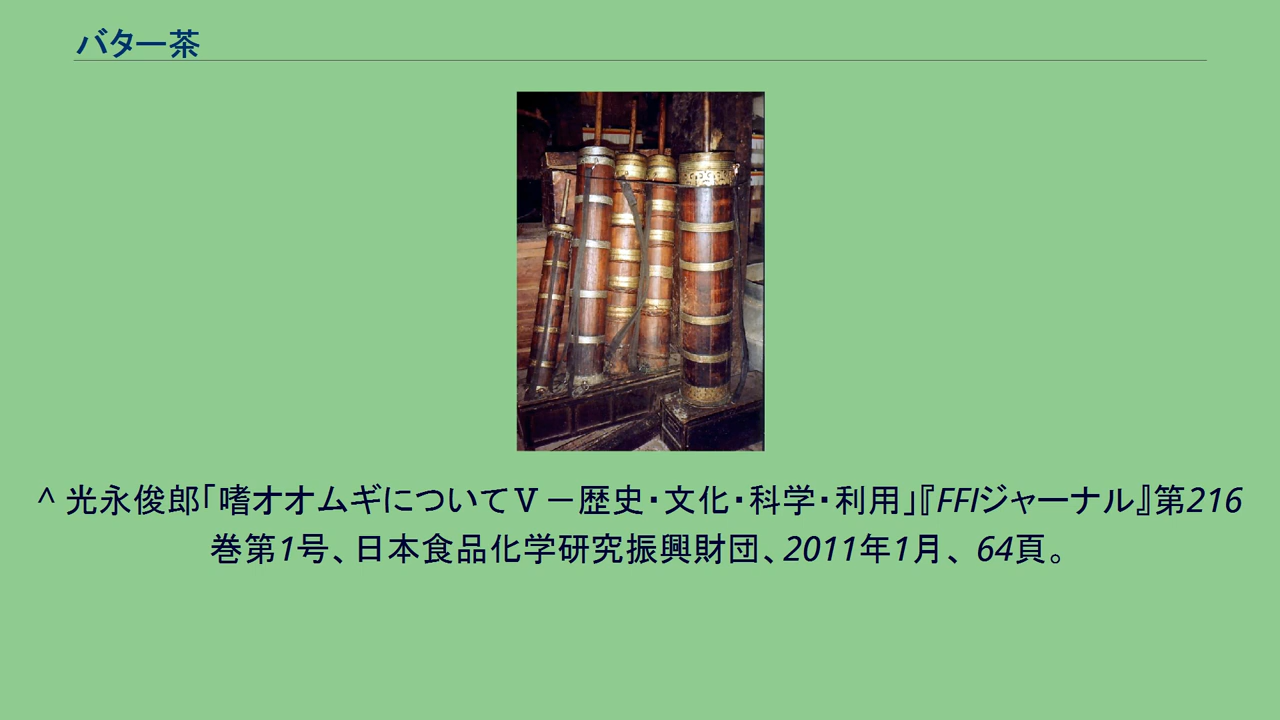 バター茶
^ 光永俊郎「嗜オオムギについてⅤ－歴史・文化・科学・利用」『FFIジャーナル』第216
巻第1号、日本食品化学研究振興財団、2011年1月、64頁。